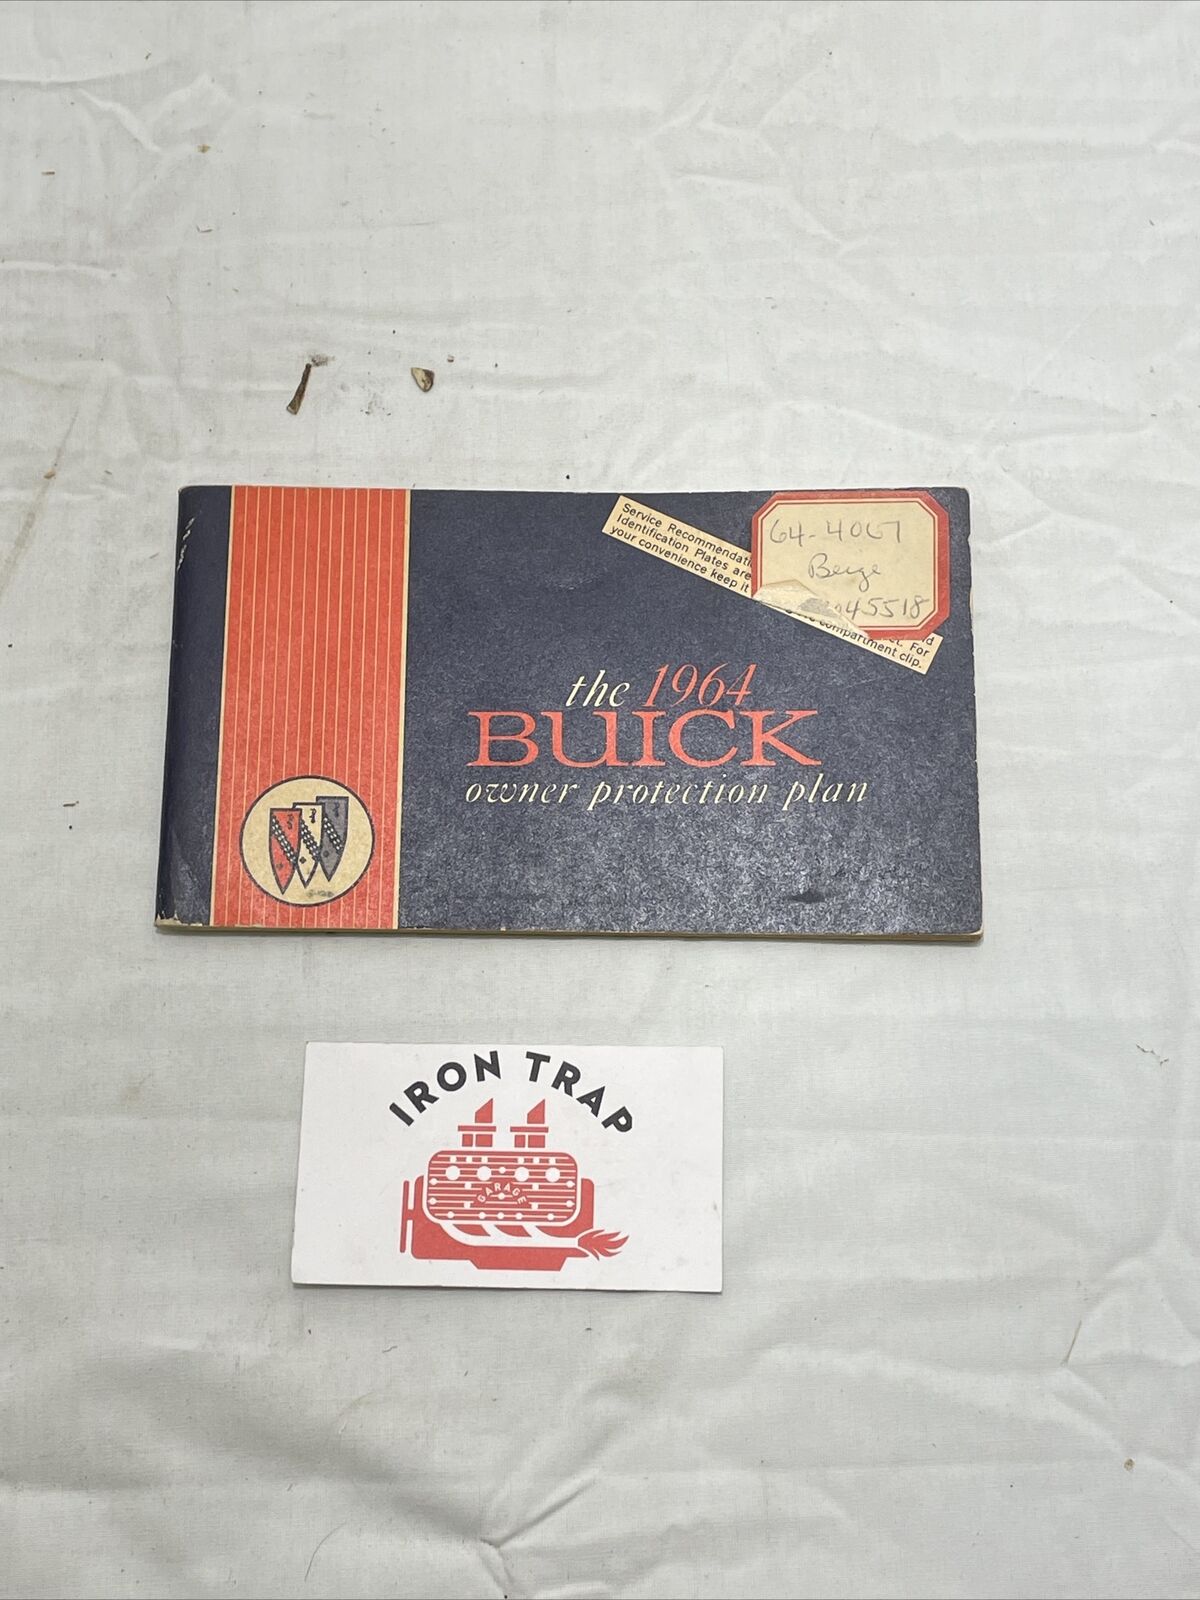 Service Recommendati
Identification Plates are
your convenience keep it
64-4067
Beige
45518
For
compartment clip.
the 1964
BUICK
owner protection plan
IRON TRAP
GARAGE